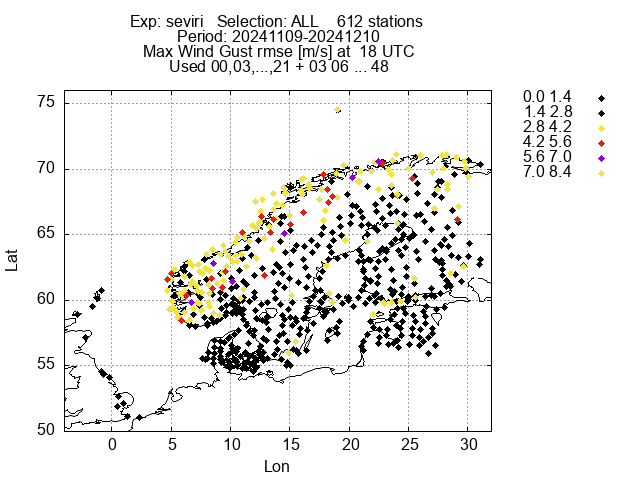 Exp: seviri Selection: ALL 612 stations
Period: 20241109-20241210
Max Wind Gust rmse [m/s] at 18 UTC
Used 00,03,...,21 + 03 06 ... 48
0.0 1.4
1.4 2.8
2.8 4.2
4.2 5.6
5.6 7.0
7.0 8.4
75
70
65
60
55
50
Lat
0 5 10 15 20 25 30
Lon